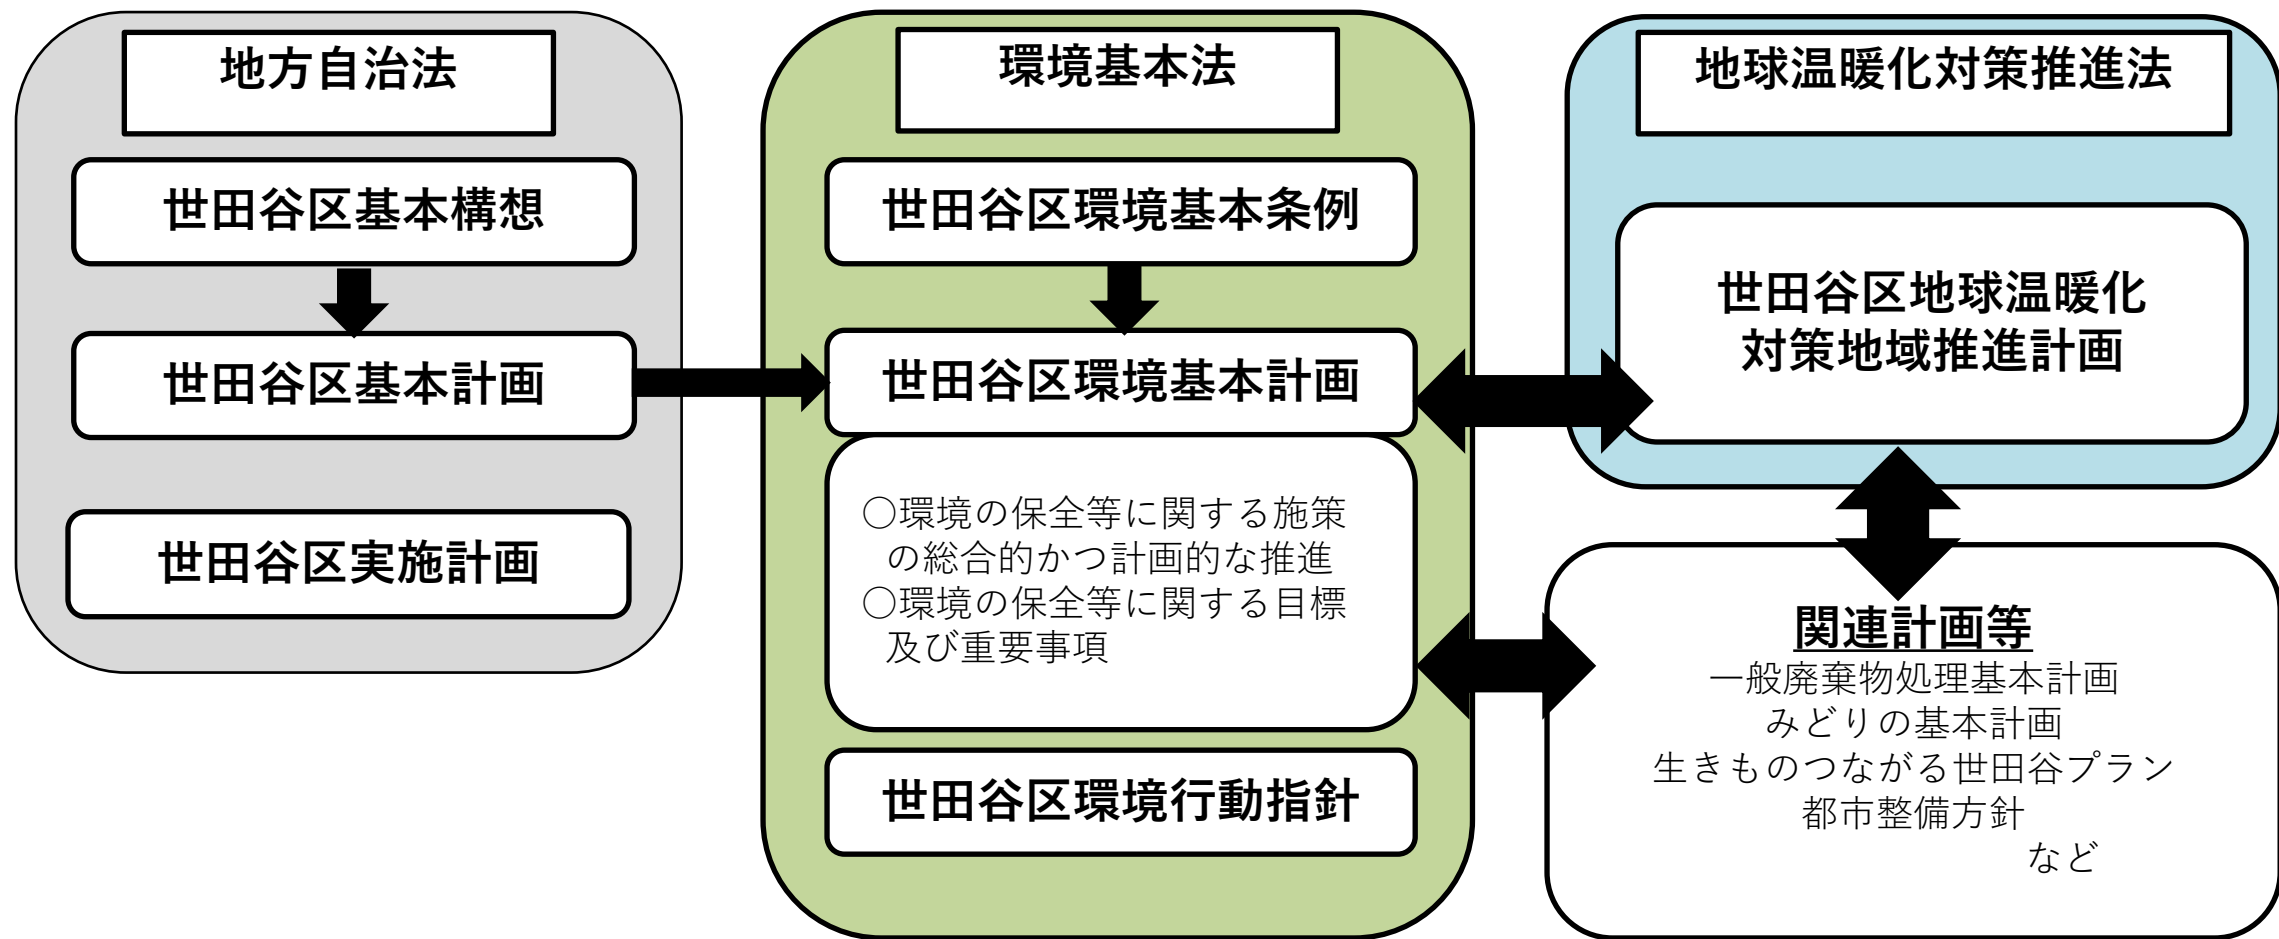 地方自治法
世田谷区基本構想
世田谷区基本計画
世田谷区実施計画
環境基本法
世田谷区環境基本条例
世田谷区環境基本計画
○環境の保全等に関する施策
の総合的かつ計画的な推進
○環境の保全等に関する目標
及び重要事項
世田谷区環境行動指針
地球温暖化対策推進法
世田谷区地球温暖化
対策地域推進計画
関連計画等
一般廃棄物処理基本計画
みどりの基本計画
生きものつながる世田谷プラン
都市整備方針
など